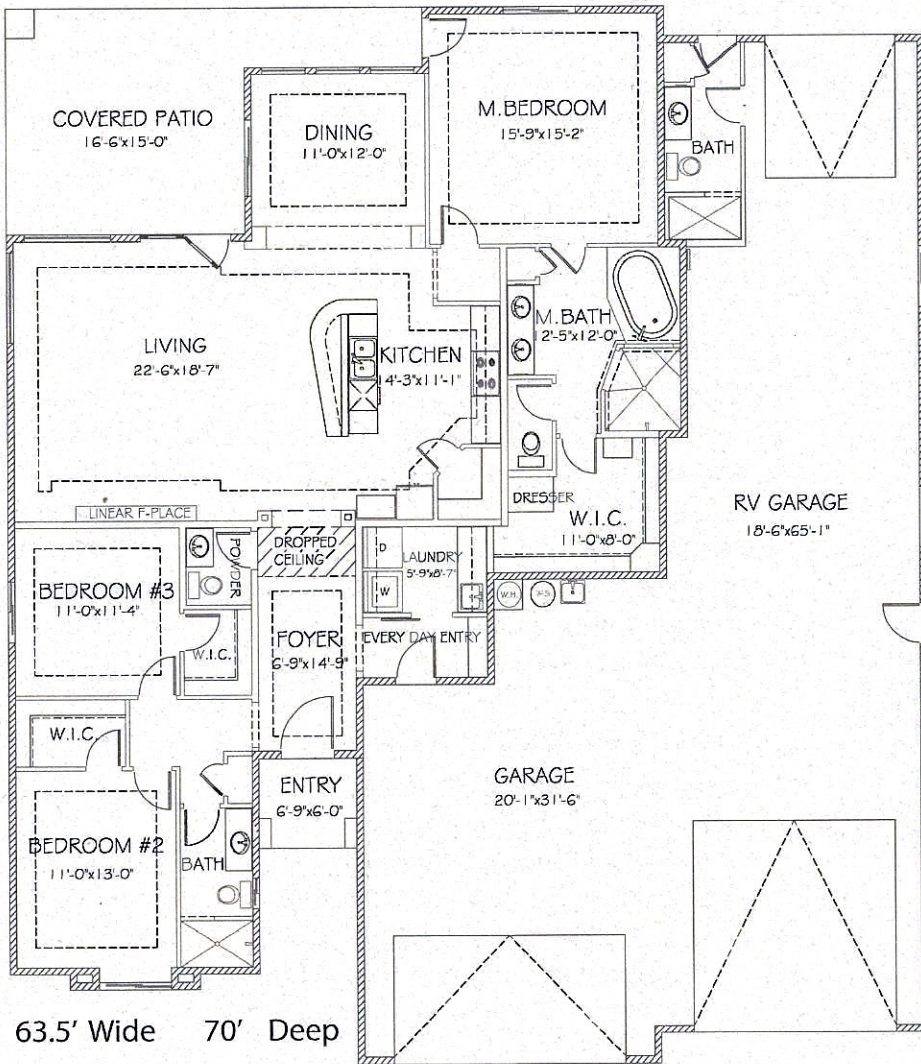 COVERED PATIO
16'-6"x15'-0"
DINING
11'-0"x12'-0"
M.BEDROOM
15'-9"x15'-2"
BATH
LIVING
22'-6"x18'-7"
KITCHEN
14'-3"x11'-1"
M.BATH
12'-5"x12'-0"
RV GARAGE
18'-6"x65'-1"
LINEAR F-PLACE
DRESSER
W.I.C.
11'-0"x8'-0"
BEDROOM #3
11'-0"x11'-4"
POWDER
DROPPED
CEILING
D
LAUNDRY
5'-9"x8'-7"
W
W.H.
W.S.
W.I.C.
FOYER
6'-9"x14'-9"
EVERY DAY ENTRY
W.I.C.
ENTRY
6'-9"x6'-0"
GARAGE
20'-1"x31'-6"
BEDROOM #2
11'-0"x13'-0"
BATH
63.5' Wide 70' Deep